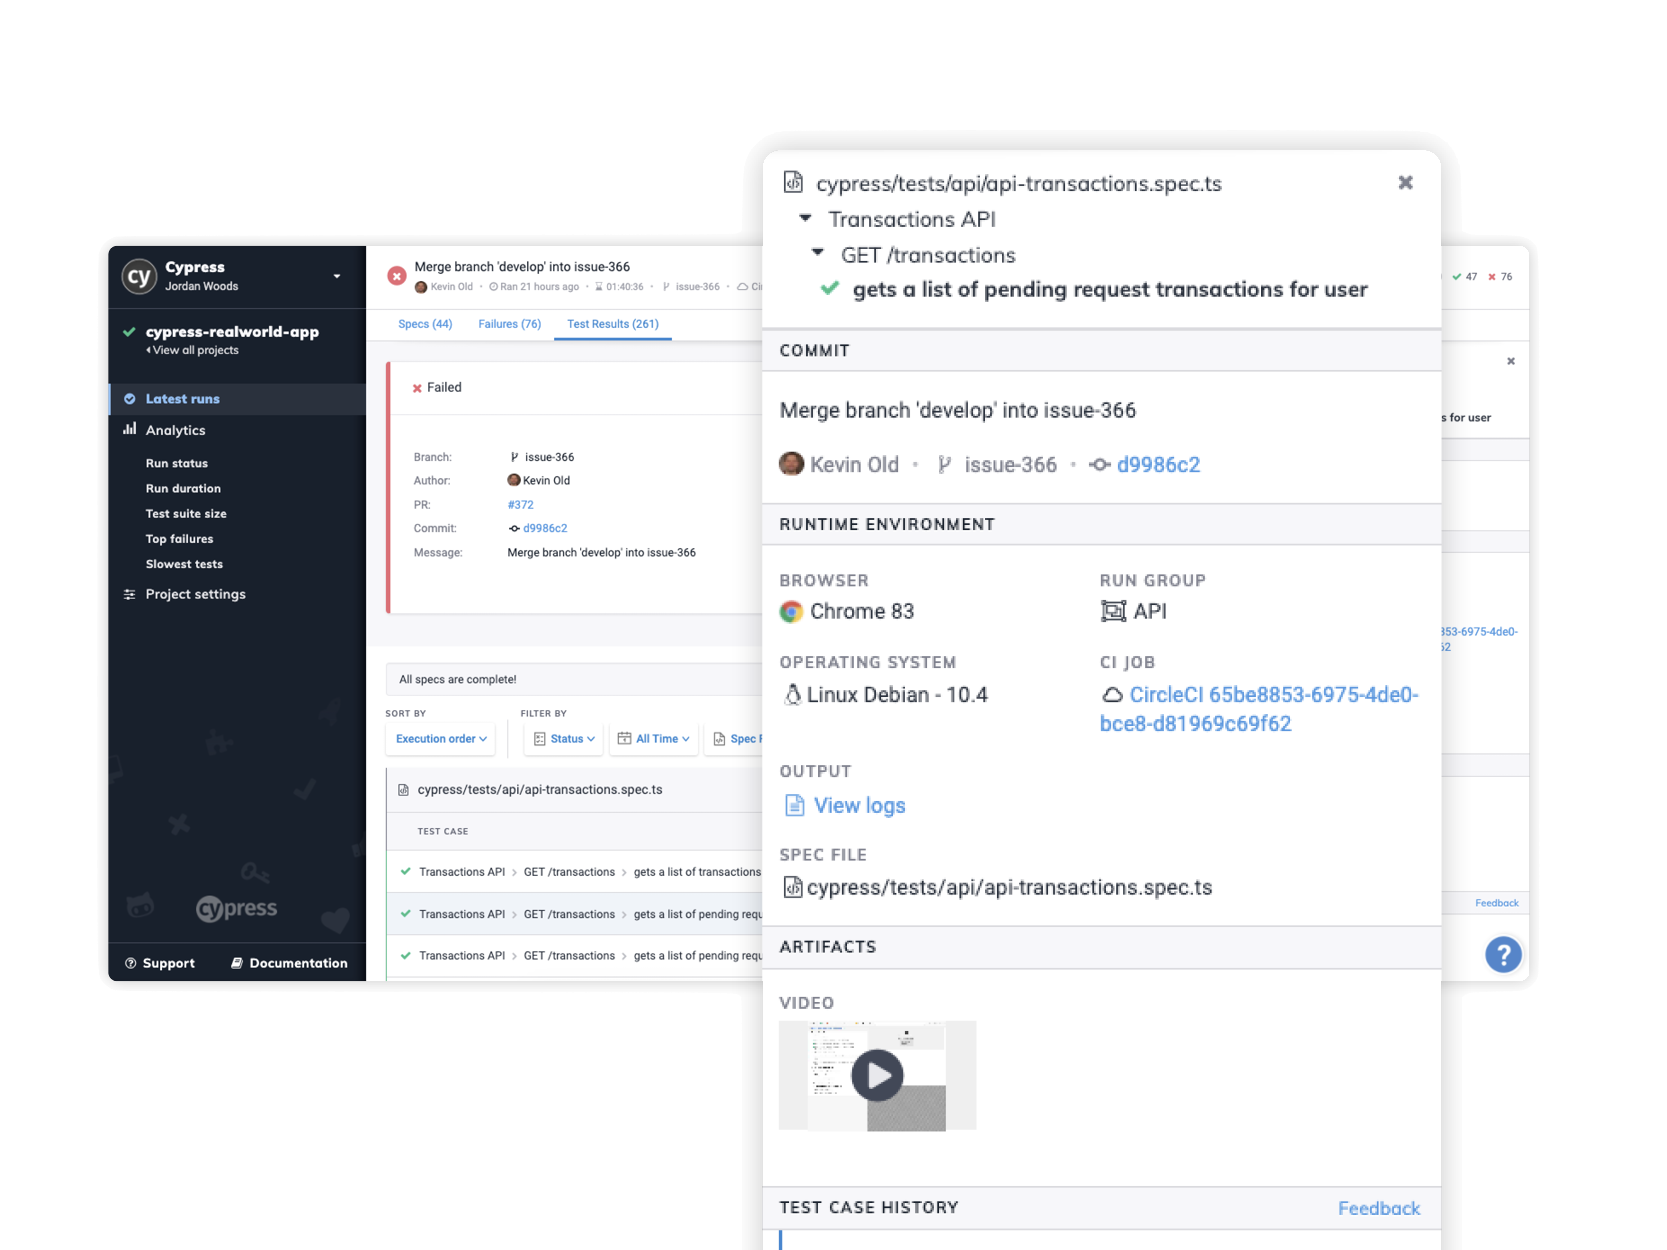 Cypress
Jordan Woods
cypress-realworld-app
View all projects
Latest runs
Analytics
Run status
Run duration
Test suite size
Top failures
Slowest tests
Project settings
cypress
Support
Documentation
Merge branch 'develop' into issue-366
Kevin Old · Ran 21 hours ago · 01:40:36 · issue-366 ·
47 76
Specs (44) Failures (76) Test Results (261)
Failed
Branch: issue-366
Author: Kevin Old
PR: #372
Commit: d9986c2
Message: Merge branch 'develop' into issue-366
All specs are complete!
SORT BY FILTER BY
Execution order Status All Time Spec
cypress/tests/api/api-transactions.spec.ts
TEST CASE
Transactions API > GET /transactions > gets a list of transactions
Transactions API > GET /transactions > gets a list of pending requ
Transactions API > GET /transactions > gets a list of pending requ
cypress/tests/api/api-transactions.spec.ts
Transactions API
GET /transactions
gets a list of pending request transactions for user
COMMIT
Merge branch 'develop' into issue-366
Kevin Old · issue-366 · d9986c2
RUNTIME ENVIRONMENT
BROWSER
Chrome 83
RUN GROUP
API
OPERATING SYSTEM
Linux Debian - 10.4
CI JOB
CircleCI 65be8853-6975-4de0-
bce8-d81969c69f62
OUTPUT
View logs
SPEC FILE
cypress/tests/api/api-transactions.spec.ts
ARTIFACTS
VIDEO
TEST CASE HISTORY
Feedback
s for user
853-6975-4de0-
62
Feedback
?